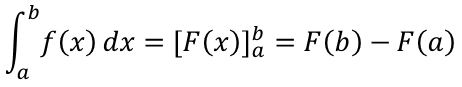 ∫_a^b f(x) dx = [F(x)]_a^b = F(b) − F(a)